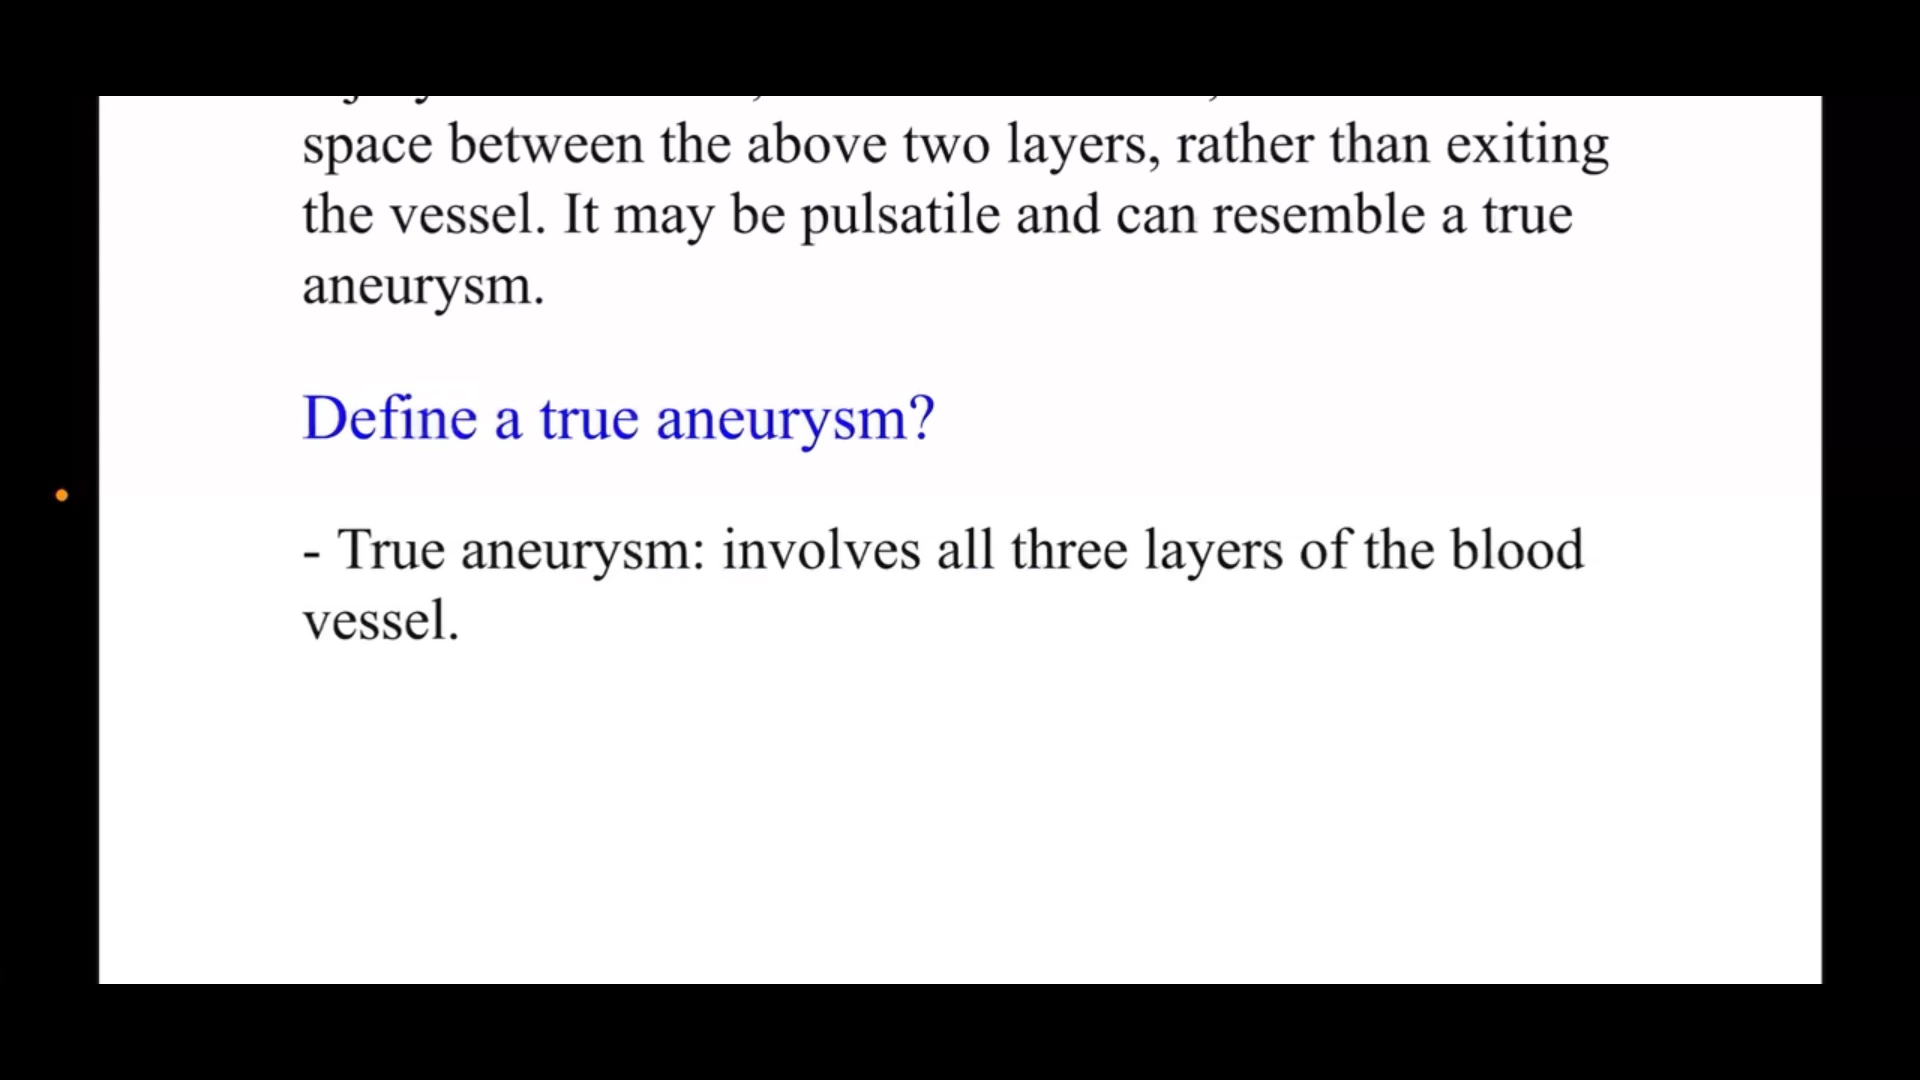 space between the above two layers, rather than exiting
the vessel. It may be pulsatile and can resemble a true
aneurysm.
Define a true aneurysm?
- True aneurysm: involves all three layers of the blood
vessel.